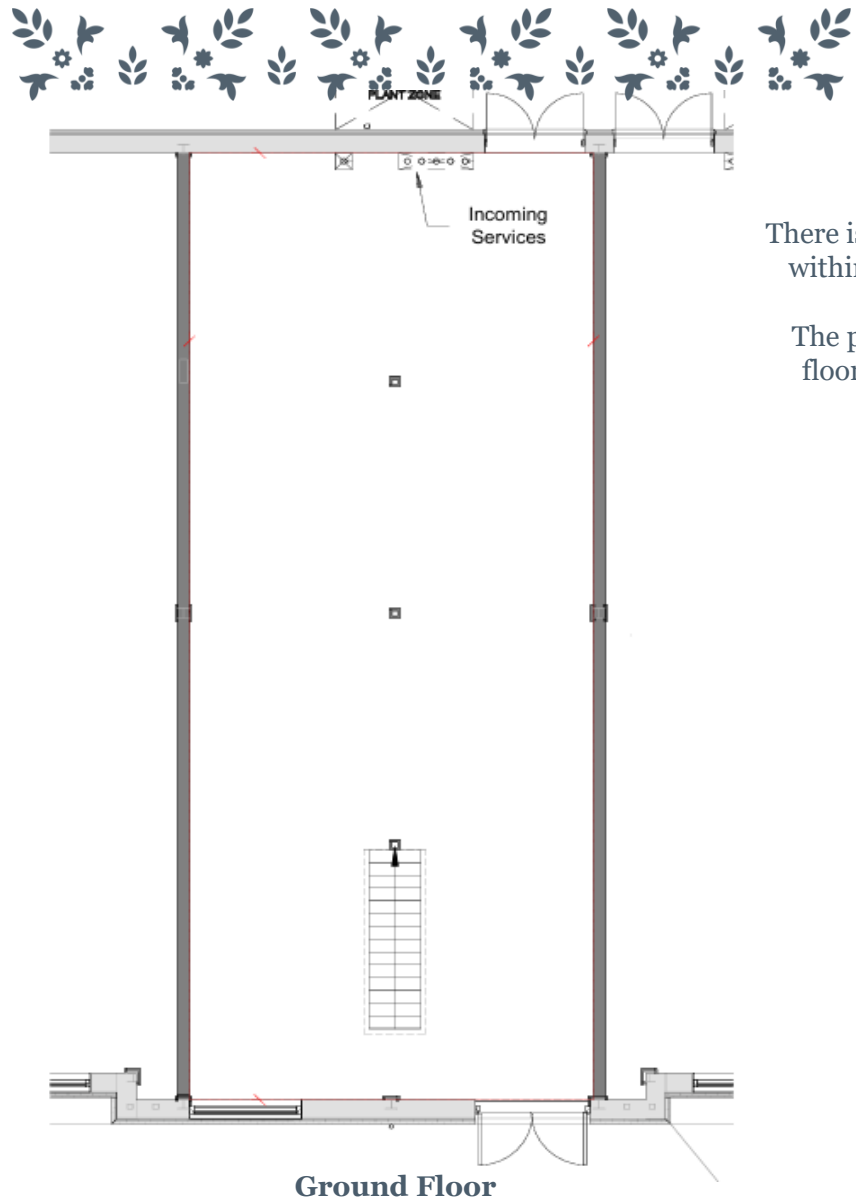 PLANT ZONE
Incoming
Services
There is
within
The p
floor
Ground Floor